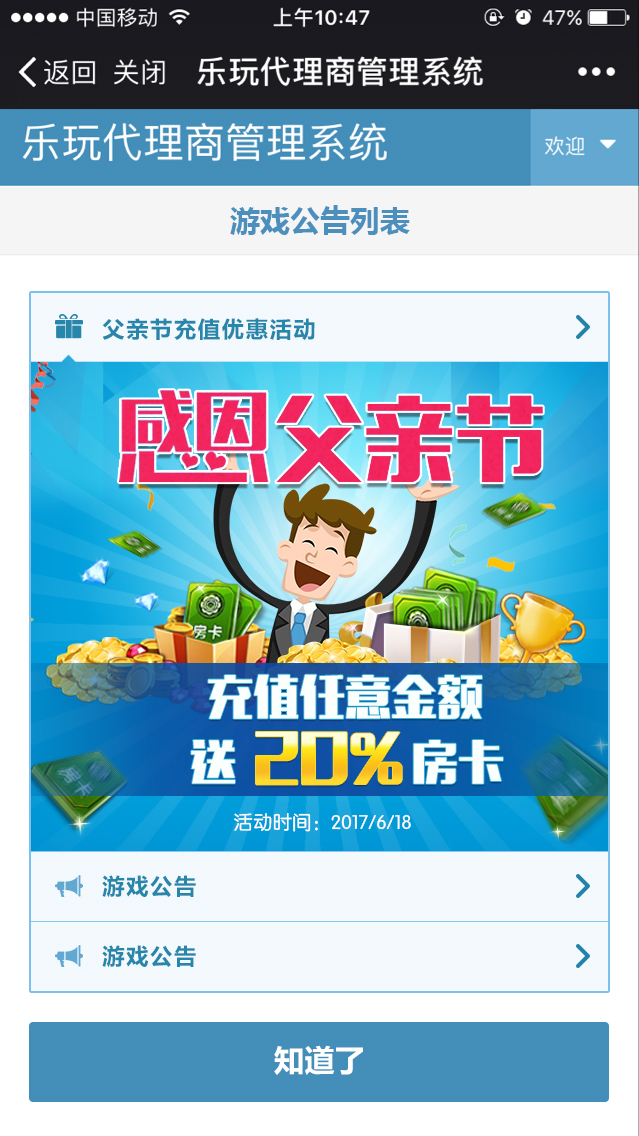 中国移动 上午10:47 47%
返回 关闭 乐玩代理商管理系统
乐玩代理商管理系统 欢迎
游戏公告列表
父亲节充值优惠活动
感恩父亲节
房卡
充值任意金额
送20%房卡
房卡
活动时间：2017/6/18
游戏公告
游戏公告
知道了